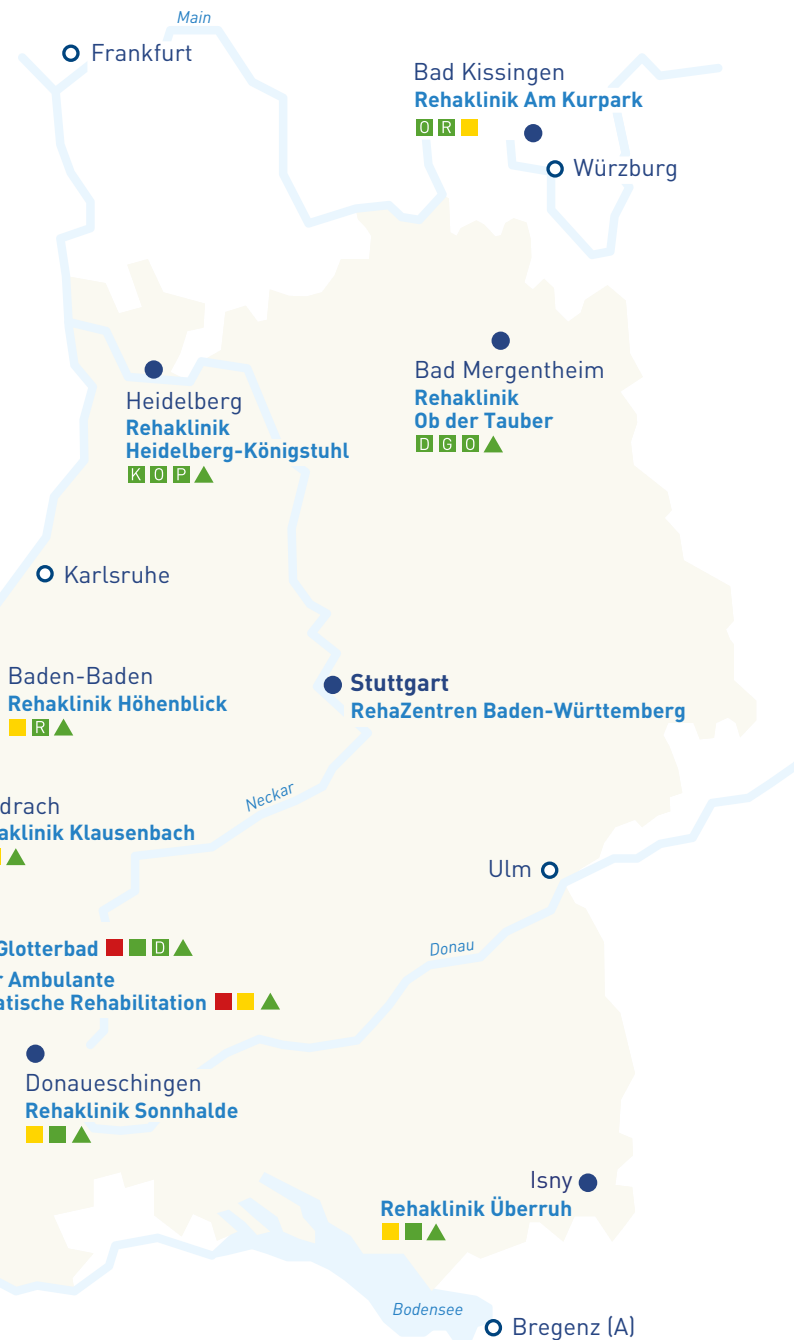 Main
Frankfurt
Bad Kissingen
Rehaklinik Am Kurpark
O R
Würzburg
Bad Mergentheim
Rehaklinik
Ob der Tauber
D G O
Heidelberg
Rehaklinik
Heidelberg-Königstuhl
K O P
Karlsruhe
Baden-Baden
Rehaklinik Höhenblick
R
Stuttgart
RehaZentren Baden-Württemberg
Neckar
drach
aklinik Klausenbach
Ulm
Donau
Glotterbad D
r Ambulante
atische Rehabilitation
Donaueschingen
Rehaklinik Sonnhalde
Isny
Rehaklinik Überruh
Bodensee
Bregenz (A)